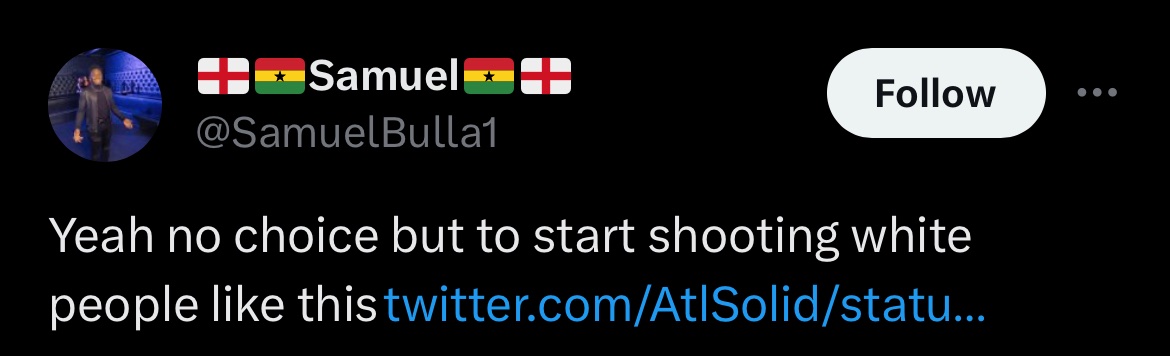 🏴󠁧󠁢󠁥󠁮󠁧󠁿🇬🇭Samuel🇬🇭🏴󠁧󠁢󠁥󠁮󠁧󠁿
@SamuelBulla1
Follow
Yeah no choice but to start shooting white
people like this twitter.com/AtlSolid/statu...